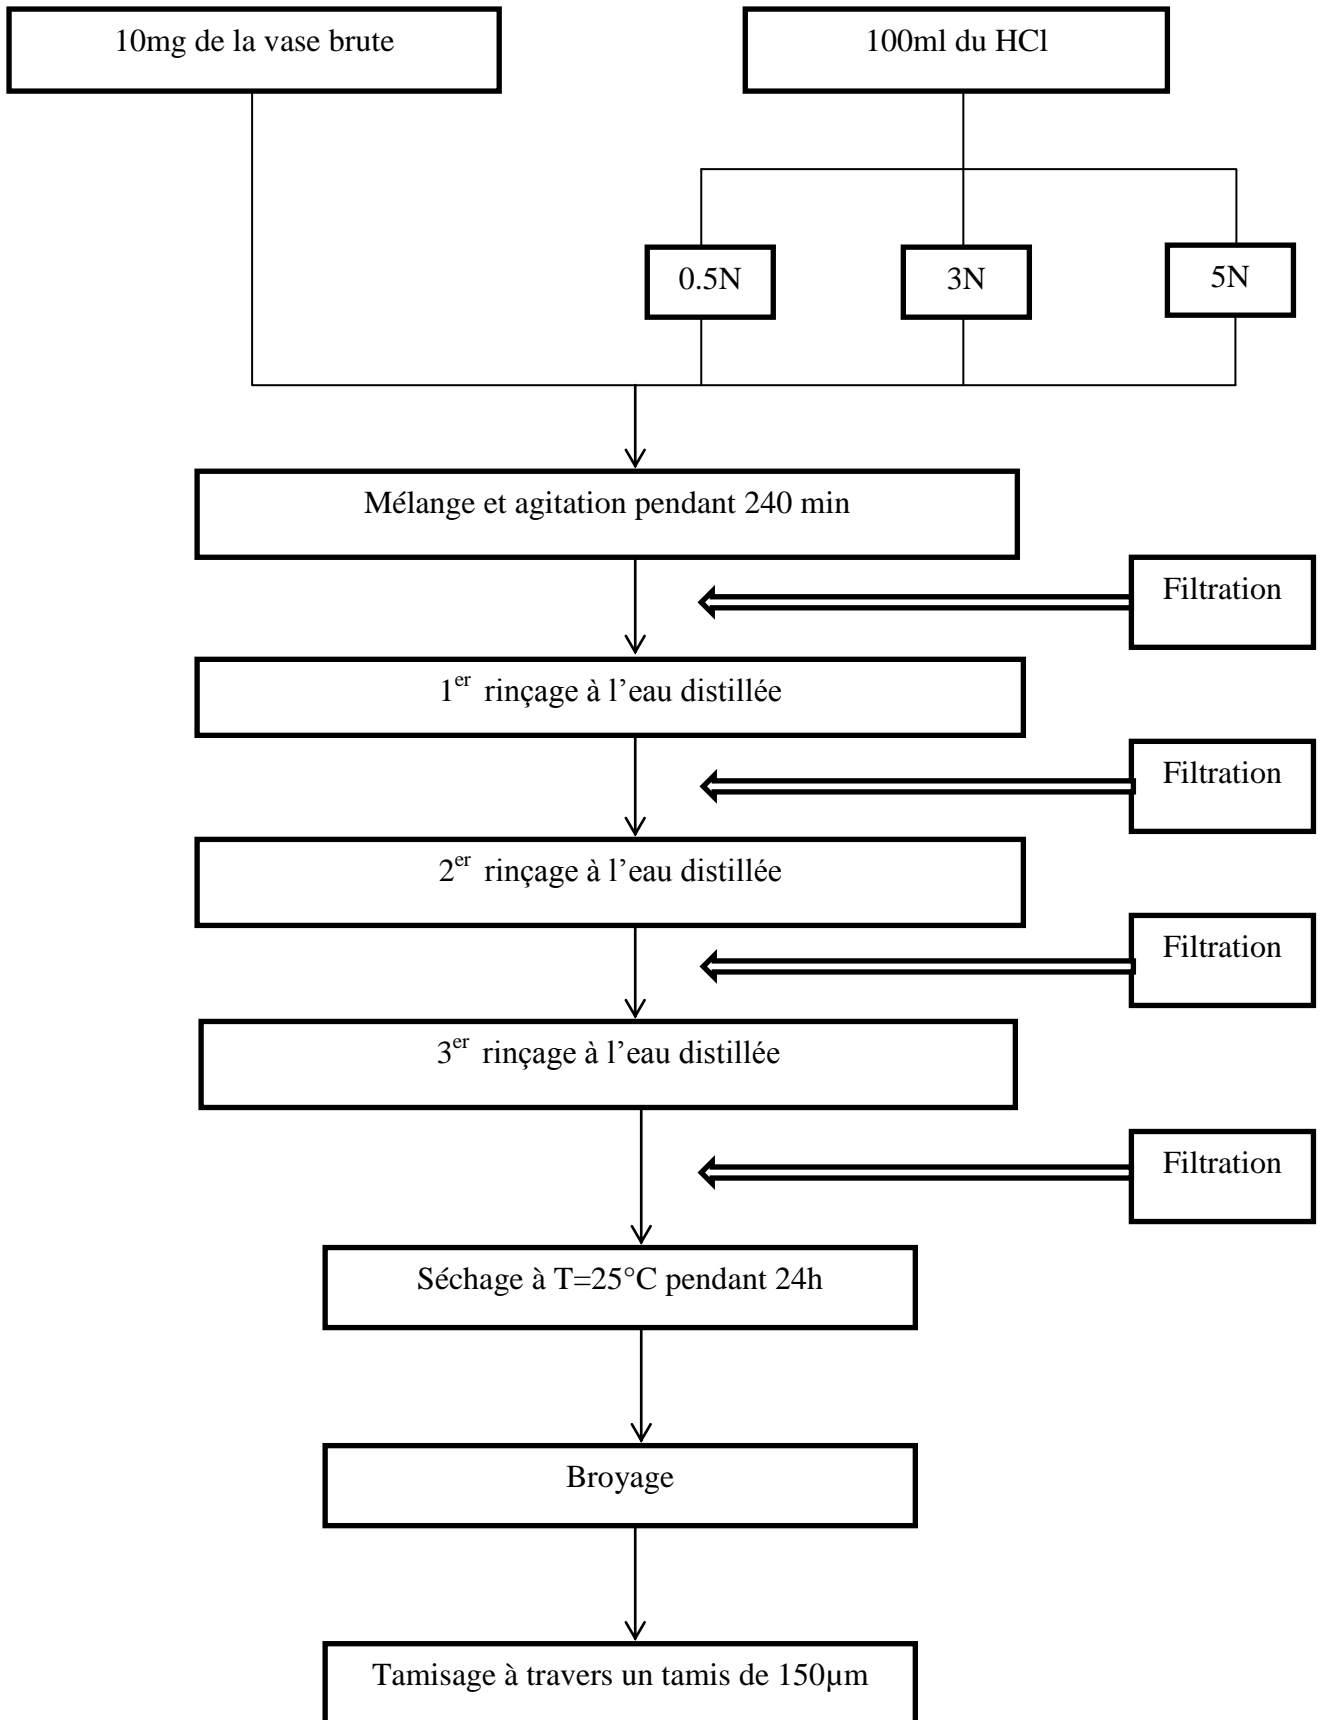 10mg de la vase brute
100ml du HCl
0.5N
3N
5N
Mélange et agitation pendant 240 min
Filtration
1er rinçage à l’eau distillée
Filtration
2er rinçage à l’eau distillée
Filtration
3er rinçage à l’eau distillée
Filtration
Séchage à T=25°C pendant 24h
Broyage
Tamisage à travers un tamis de 150µm